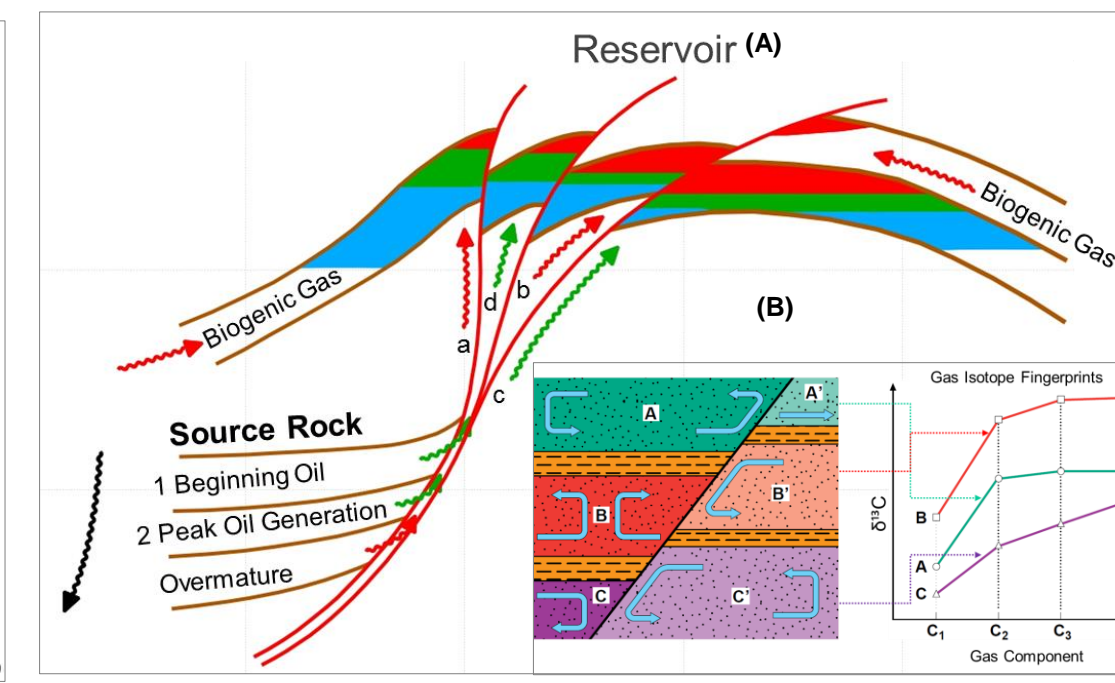 Reservoir (A)
Biogenic Gas
a
d
b
c
Biogenic Gas
(B)
Source Rock
1 Beginning Oil
2 Peak Oil Generation
Overmature
A
A'
B
B'
C
C'
Gas Isotope Fingerprints
δ¹³C
B
A
C
C₁ C₂ C₃
Gas Component